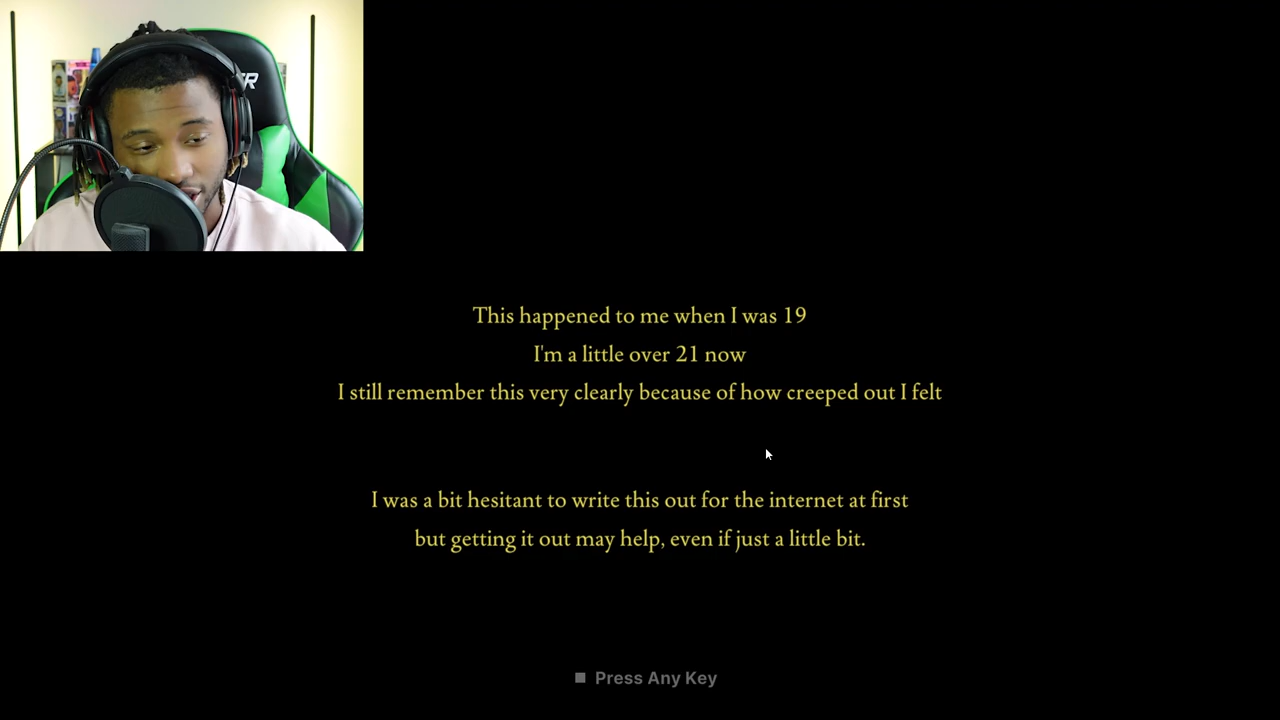 This happened to me when I was 19
I'm a little over 21 now
I still remember this very clearly because of how creeped out I felt
I was a bit hesitant to write this out for the internet at first
but getting it out may help, even if just a little bit.
Press Any Key